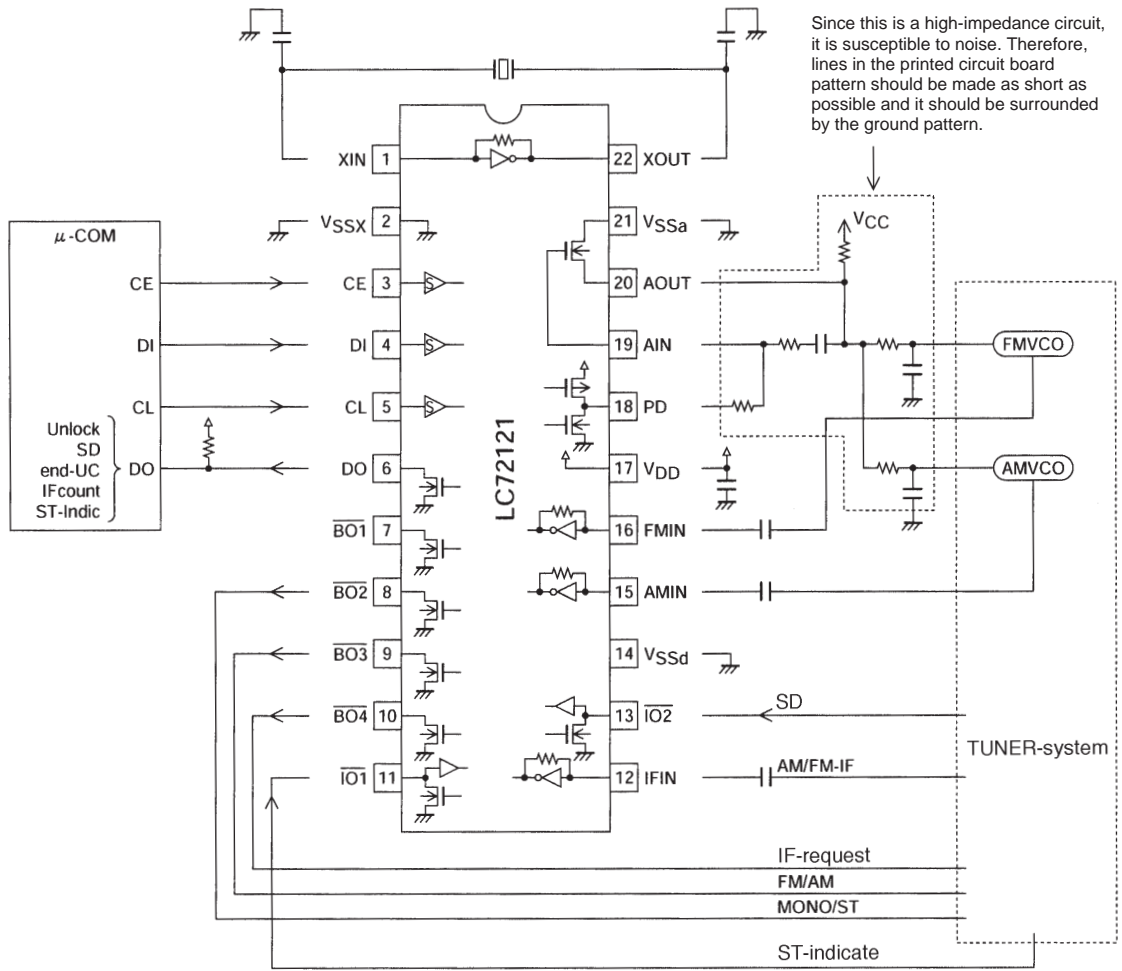 Since this is a high-impedance circuit,
it is susceptible to noise. Therefore,
lines in the printed circuit board
pattern should be made as short as
possible and it should be surrounded
by the ground pattern.
XIN 1
22 XOUT
VSSX 2
21 VSSa
VCC
μ-COM
CE
CE 3
S
20 AOUT
DI
DI 4
S
19 AIN
FMVCO
CL
CL 5
S
18 PD
Unlock
SD
end-UC
IFcount
ST-Indic
DO
DO 6
17 VDD
AMVCO
LC72121
BO1 7
16 FMIN
BO2 8
15 AMIN
BO3 9
14 VSSd
BO4 10
13 IO2
SD
TUNER-system
IO1 11
12 IFIN
AM/FM-IF
IF-request
FM/AM
MONO/ST
ST-indicate